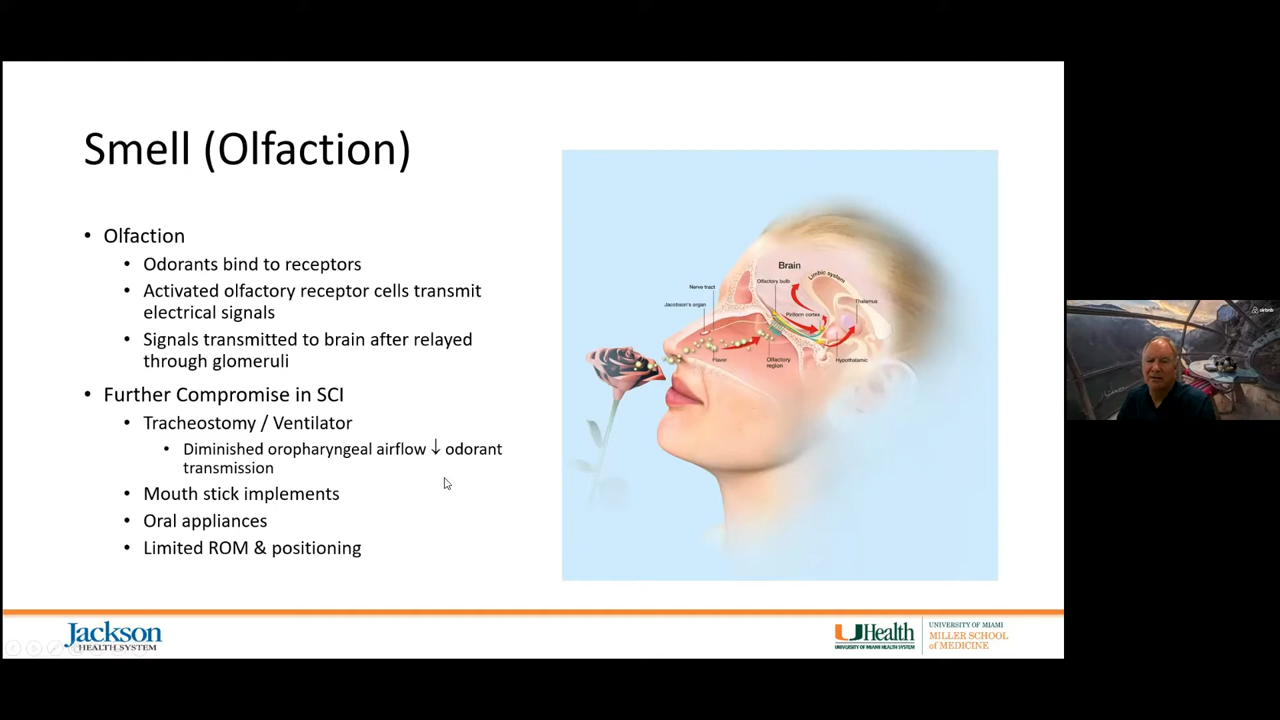 Smell (Olfaction)
• Olfaction
• Odorants bind to receptors
• Activated olfactory receptor cells transmit
electrical signals
• Signals transmitted to brain after relayed
through glomeruli
• Further Compromise in SCI
• Tracheostomy / Ventilator
• Diminished oropharyngeal airflow ↓ odorant
transmission
• Mouth stick implements
• Oral appliances
• Limited ROM & positioning
Brain
Limbic system
Olfactory bulb
Nerve tract
Thalamus
Jacobson's organ
Piriform cortex
Flavor
Olfactory
region
Hypothalamic
airbnb
Jackson
HEALTH SYSTEM
UHealth
UNIVERSITY OF MIAMI HEALTH SYSTEM
UNIVERSITY OF MIAMI
MILLER SCHOOL
of MEDICINE